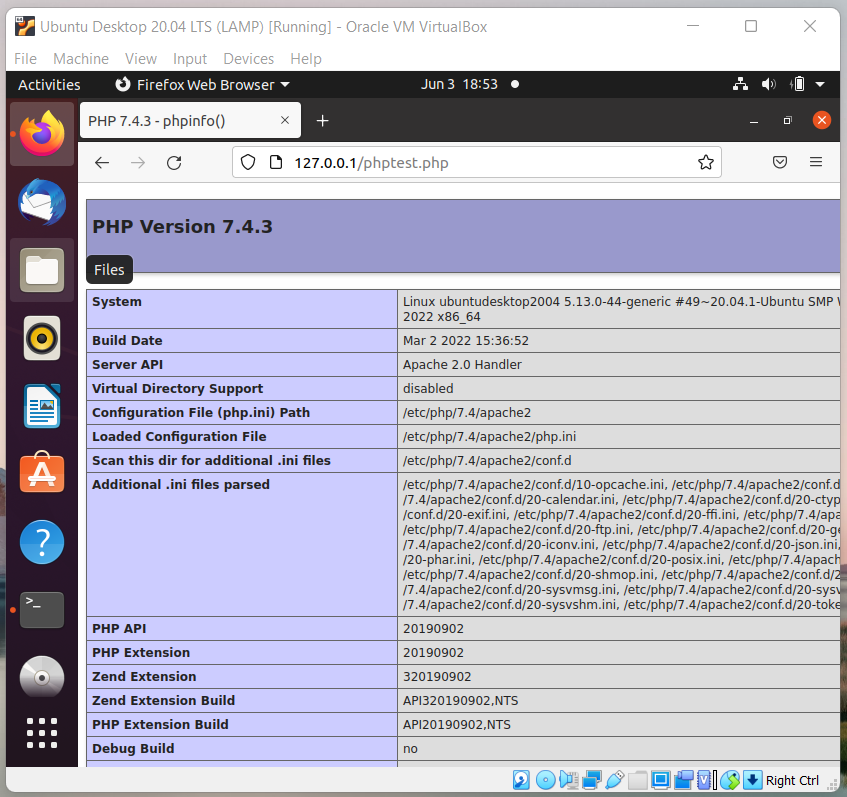 Ubuntu Desktop 20.04 LTS (LAMP) [Running] - Oracle VM VirtualBox
File Machine View Input Devices Help
Activities Firefox Web Browser Jun 3 18:53
PHP 7.4.3 - phpinfo()
127.0.0.1/phptest.php
PHP Version 7.4.3
Files
System
Linux ubuntudesktop2004 5.13.0-44-generic #49~20.04.1-Ubuntu SMP
2022 x86_64
Build Date
Mar 2 2022 15:36:52
Server API
Apache 2.0 Handler
Virtual Directory Support
disabled
Configuration File (php.ini) Path
/etc/php/7.4/apache2
Loaded Configuration File
/etc/php/7.4/apache2/php.ini
Scan this dir for additional .ini files
/etc/php/7.4/apache2/conf.d
Additional .ini files parsed
/etc/php/7.4/apache2/conf.d/10-opcache.ini, /etc/php/7.4/apache2/conf.d
/7.4/apache2/conf.d/20-calendar.ini, /etc/php/7.4/apache2/conf.d/20-ctyp
/conf.d/20-exif.ini, /etc/php/7.4/apache2/conf.d/20-ffi.ini, /etc/php/7.4/apa
/etc/php/7.4/apache2/conf.d/20-ftp.ini, /etc/php/7.4/apache2/conf.d/20-ge
/7.4/apache2/conf.d/20-iconv.ini, /etc/php/7.4/apache2/conf.d/20-json.ini,
/20-phar.ini, /etc/php/7.4/apache2/conf.d/20-posix.ini, /etc/php/7.4/apach
/etc/php/7.4/apache2/conf.d/20-shmop.ini, /etc/php/7.4/apache2/conf.d/2
/7.4/apache2/conf.d/20-sysvmsg.ini, /etc/php/7.4/apache2/conf.d/20-sysv
/7.4/apache2/conf.d/20-sysvshm.ini, /etc/php/7.4/apache2/conf.d/20-toke
PHP API
20190902
PHP Extension
20190902
Zend Extension
320190902
Zend Extension Build
API320190902,NTS
PHP Extension Build
API20190902,NTS
Debug Build
no
Right Ctrl